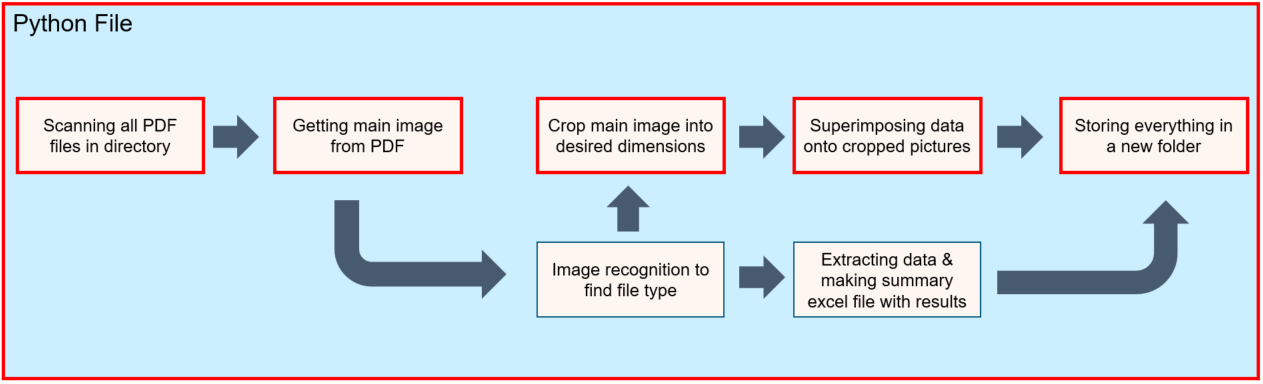 Python File
Scanning all PDF
files in directory
Getting main image
from PDF
Crop main image into
desired dimensions
Superimposing data
onto cropped pictures
Storing everything in
a new folder
Image recognition to
find file type
Extracting data &
making summary
excel file with results